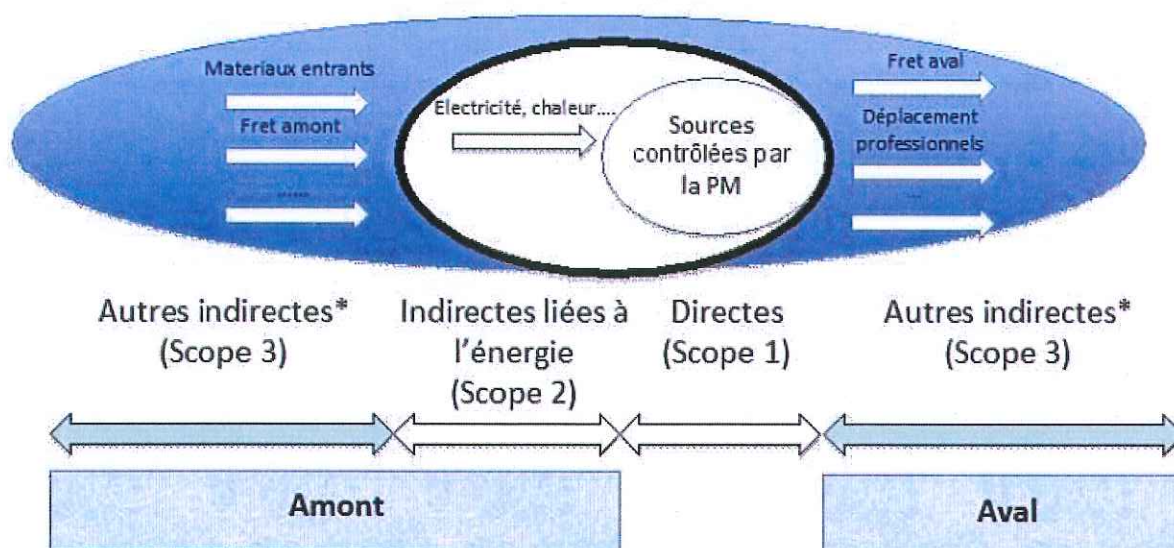 Materiaux entrants
Fret amont
......
Electricité, chaleur....
Sources
contrôlées par
la PM
Fret aval
Déplacement
professionnels
...
Autres indirectes*
(Scope 3)
Indirectes liées à
l'énergie
(Scope 2)
Directes
(Scope 1)
Autres indirectes*
(Scope 3)
Amont
Aval